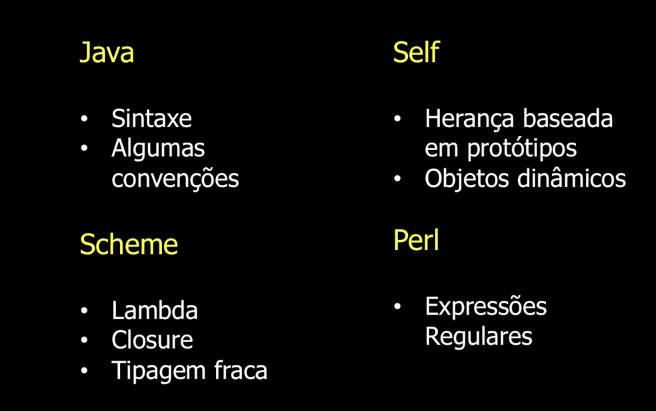 Java
• Sintaxe
• Algumas
convenções
Self
• Herança baseada
em protótipos
• Objetos dinâmicos
Scheme
• Lambda
• Closure
• Tipagem fraca
Perl
• Expressões
Regulares